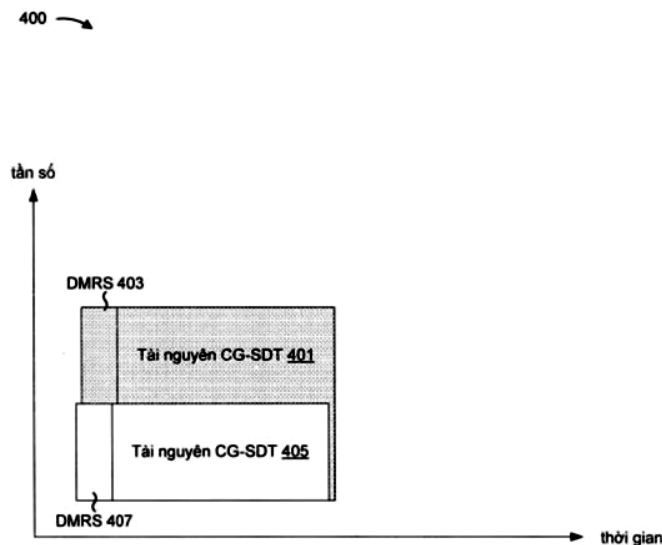 400
tần số
DMRS 403
Tài nguyên CG-SDT 401
Tài nguyên CG-SDT 405
DMRS 407
thời gian